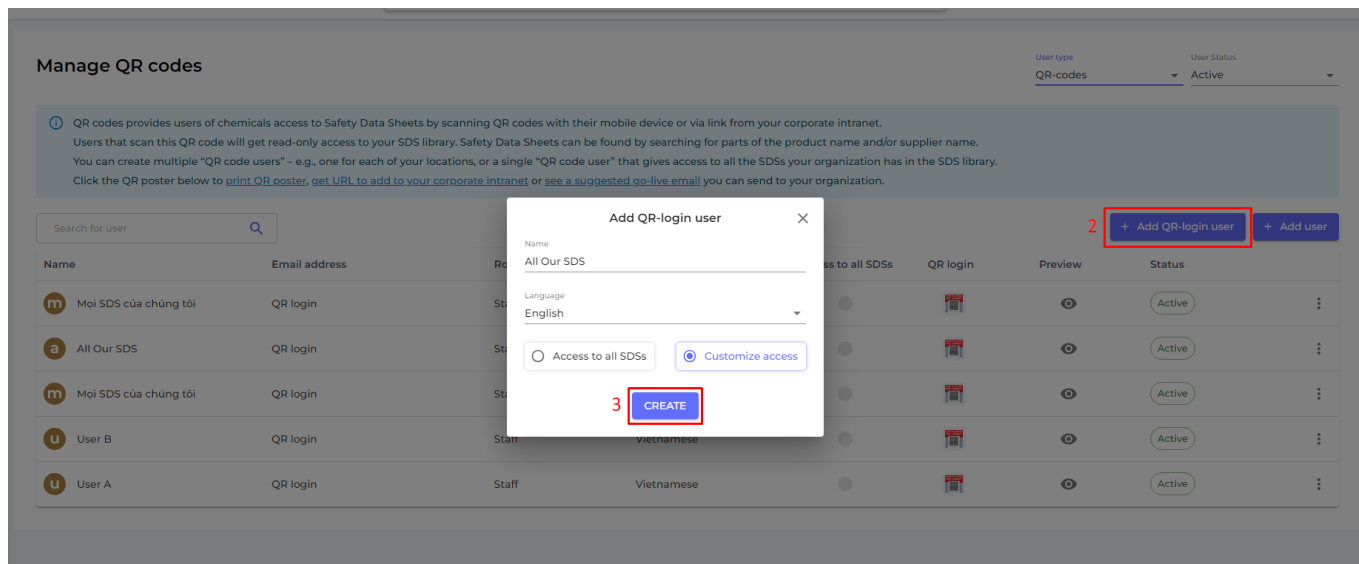 Manage QR codes
User type
QR-codes
User Status
Active
QR codes provides users of chemicals access to Safety Data Sheets by scanning QR codes with their mobile device or via link from your corporate intranet.
Users that scan this QR code will get read-only access to your SDS library. Safety Data Sheets can be found by searching for parts of the product name and/or supplier name.
You can create multiple “QR code users” – e.g., one for each of your locations, or a single “QR code user” that gives access to all the SDSs your organization has in the SDS library.
Click the QR poster below to print QR poster, get URL to add to your corporate intranet or see a suggested go-live email you can send to your organization.
Search for user
2
+ Add QR-login user
+ Add user
Add QR-login user
Name
All Our SDS
Language
English
Access to all SDSs
Customize access
3
CREATE
Name Email address ss to all SDSs QR login Preview Status
m Mọi SDS của chúng tôi QR login Active
a All Our SDS QR login Active
m Mọi SDS của chúng tôi QR login Active
u User B QR login Staff Vietnamese Active
u User A QR login Staff Vietnamese Active